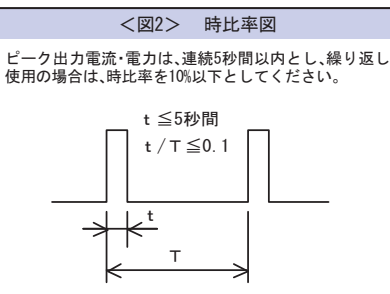 ＜図2＞　時比率図
ピーク出力電流・電力は、連続5秒間以内とし、繰り返し
使用の場合は、時比率を10%以下としてください。
t ≦5秒間
t／T≦0.1
t
T